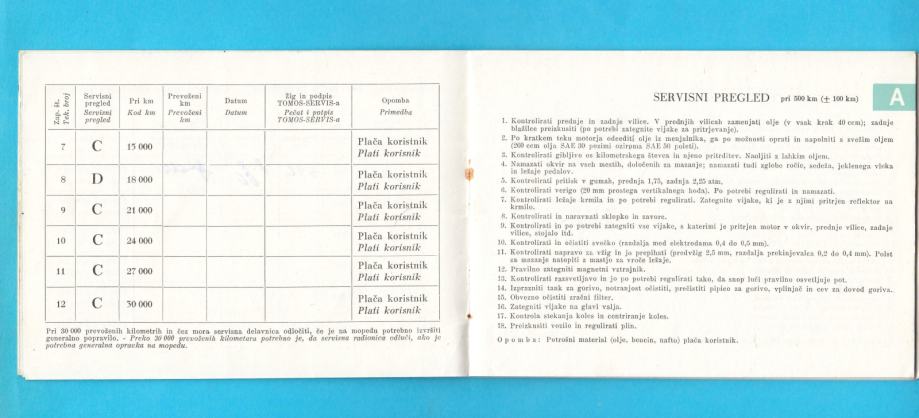 Zap. št.
Tek. broj
Servisni pregled
Servisni pregled
Pri km
Kod km
Prevoženi km
Prevoženi km
Datum
Datum
Žig in podpis TOMOS-SERVIS-a
Pečat i potpis TOMOS-SERVIS-a
Opomba
Primedba
7 C 15 000 Plača koristnik
Plati korisnik
8 D 18 000 Plača koristnik
Plati korisnik
9 C 21 000 Plača koristnik
Plati korisnik
10 C 24 000 Plača koristnik
Plati korisnik
11 C 27 000 Plača koristnik
Plati korisnik
12 C 30 000 Plača koristnik
Plati korisnik
Pri 30 000 prevoženih kilometrih in čez mora servisna delavnica odločiti, če je na mopedu potrebno izvršiti
generalno popravilo. - Preko 30 000 prevoženih kilometara potrebno je, da servisna radionica odluči, ako je
potrebna generalna opravka na mopedu.
SERVISNI PREGLED pri 500 km (± 100 km)
A
1. Kontrolirati prednje in zadnje vilice. V prednjih vilicah zamenjati olje (v vsak krak 40 ccm); zadnje
blažilce preizkusiti (po potrebi zategnite vijake za pritrjevanje).
2. Po kratkem teku motorja odcediti olje iz menjalnika, ga po možnosti oprati in napolniti s svežim oljem
(200 ccm olja SAE 30 pozimi oziroma SAE 50 poleti).
3. Kontrolirati gibljivo os kilometrskega števca in njeno pritrditev. Naoljiti z lahkim oljem.
4. Namazati okvir na vseh mestih, določenih za mazanje; namazati tudi zglobe ročic, sedeža, jeklenega vleka
in ležaje pedalov.
5. Kontrolirati pritisk v gumah, prednja 1,75, zadnja 2,25 atm.
6. Kontrolirati verigo (20 mm prostega vertikalnega hoda). Po potrebi regulirati in namazati.
7. Kontrolirati ležaje krmila in po potrebi regulirati. Zategnite vijake, ki je z njimi pritrjen reflektor na
krmilo.
8. Kontrolirati in naravnati sklopko in zavore.
9. Kontrolirati in po potrebi zategniti vse vijake, s katerimi je pritrjen motor v okvir, prednje vilice, zadnje
vilice, stojalo itd.
10. Kontrolirati in očistiti svečko (razdalja med elektrodama 0,4 do 0,5 mm).
11. Kontrolirati napravo za vžig in jo prepihati (predvžig 2,5 mm, razdalja prekinjevalca 0,2 do 0,4 mm). Polst
za mazanje natopiti z mastjo za vroče ležaje.
12. Pravilno zategniti magnetni vztrajnik.
13. Kontrolirati razsvetljavo in jo po potrebi regulirati tako, da snop luči pravilno osvetljuje pot.
14. Izprazniti tank za gorivo, notranjost očistiti, prečistiti pipico za gorivo, vplinjač in cev za dovod goriva.
15. Obvezno očistiti zračni filter.
16. Zategniti vijake na glavi valja.
17. Kontrola stekanja koles in centriranje koles.
18. Preizkusiti vozilo in regulirati plin.
Opomba: Potrošni material (olje, bencin, nafto) plača koristnik.